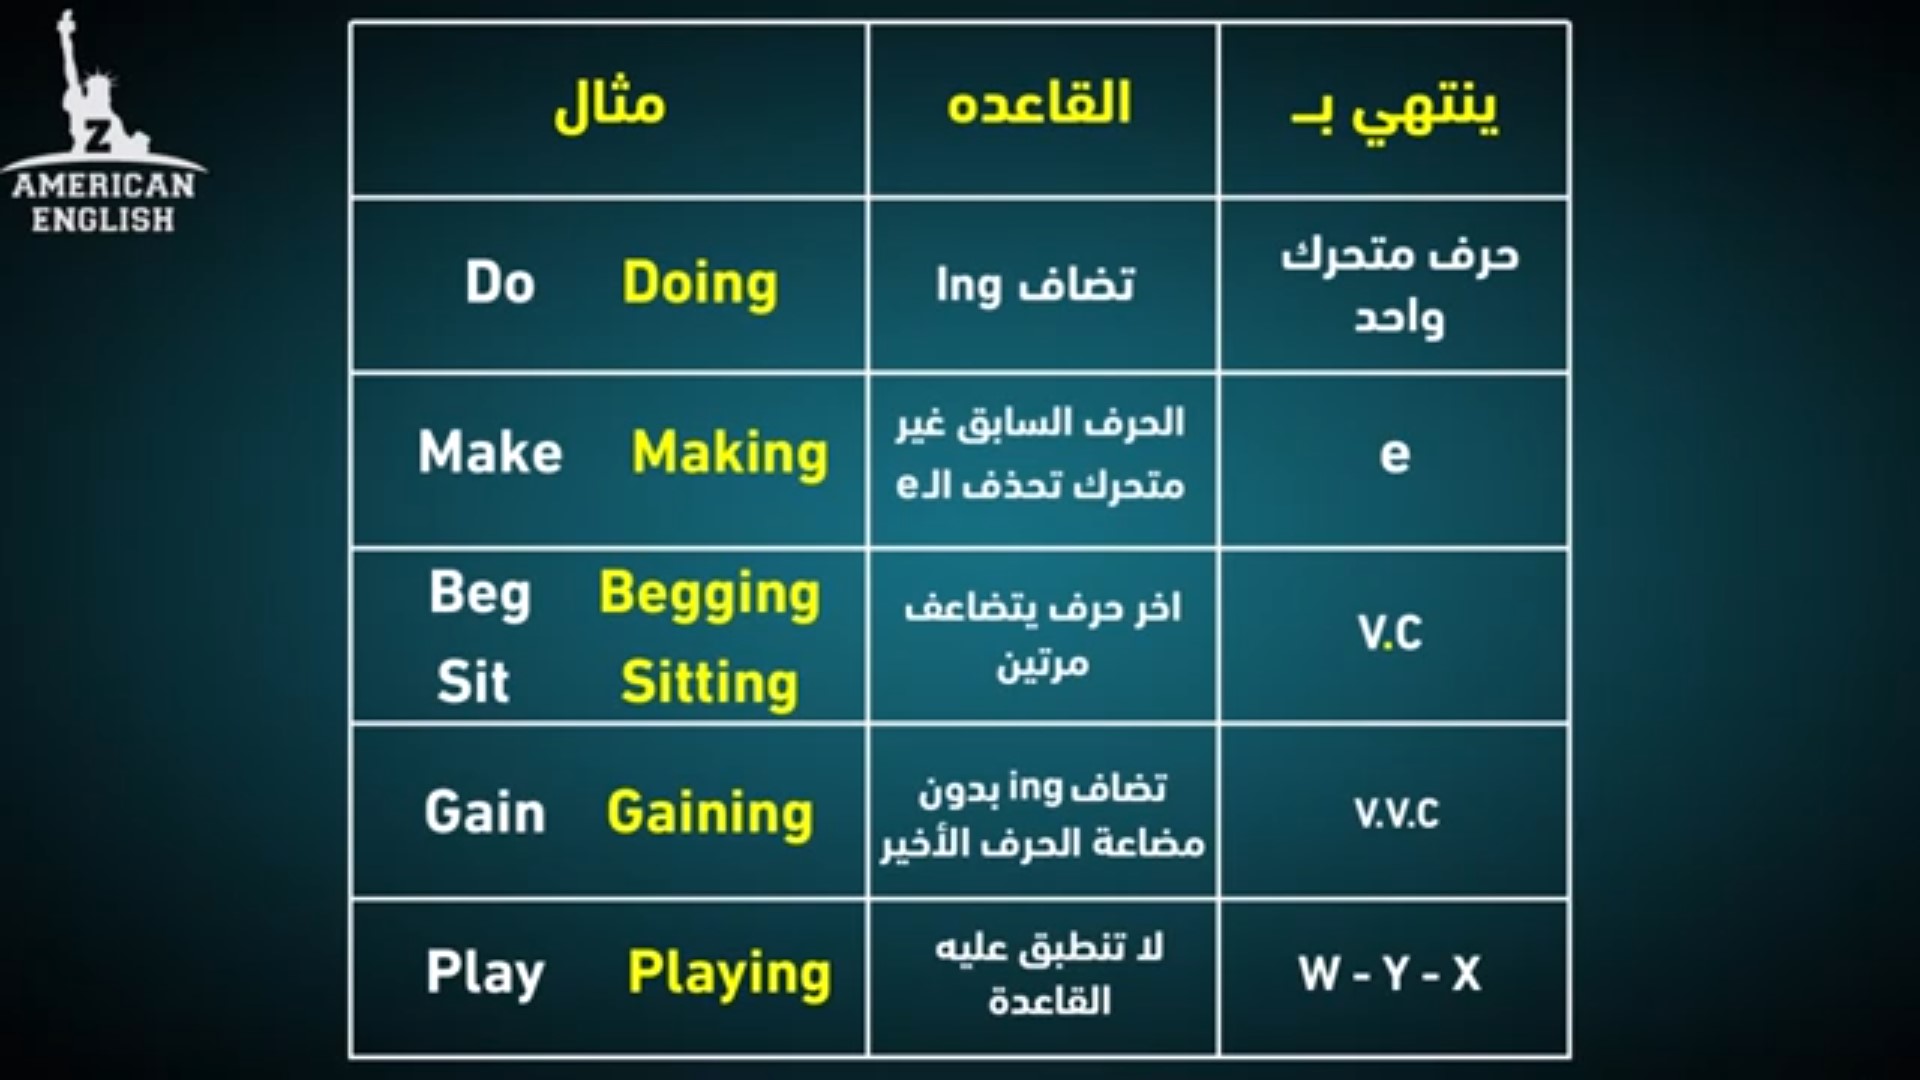 AMERICAN
ENGLISH
ينتهي بـ القاعده مثال
حرف متحرك
واحد
تضاف Ing
Do Doing
e
الحرف السابق غير
متحرك تحذف الـe
Make Making
V.C
اخر حرف يتضاعف
مرتين
Beg Begging
Sit Sitting
V.V.C
تضاف ing بدون
مضاعة الحرف الأخير
Gain Gaining
W - Y - X
لا تنطبق عليه
القاعدة
Play Playing